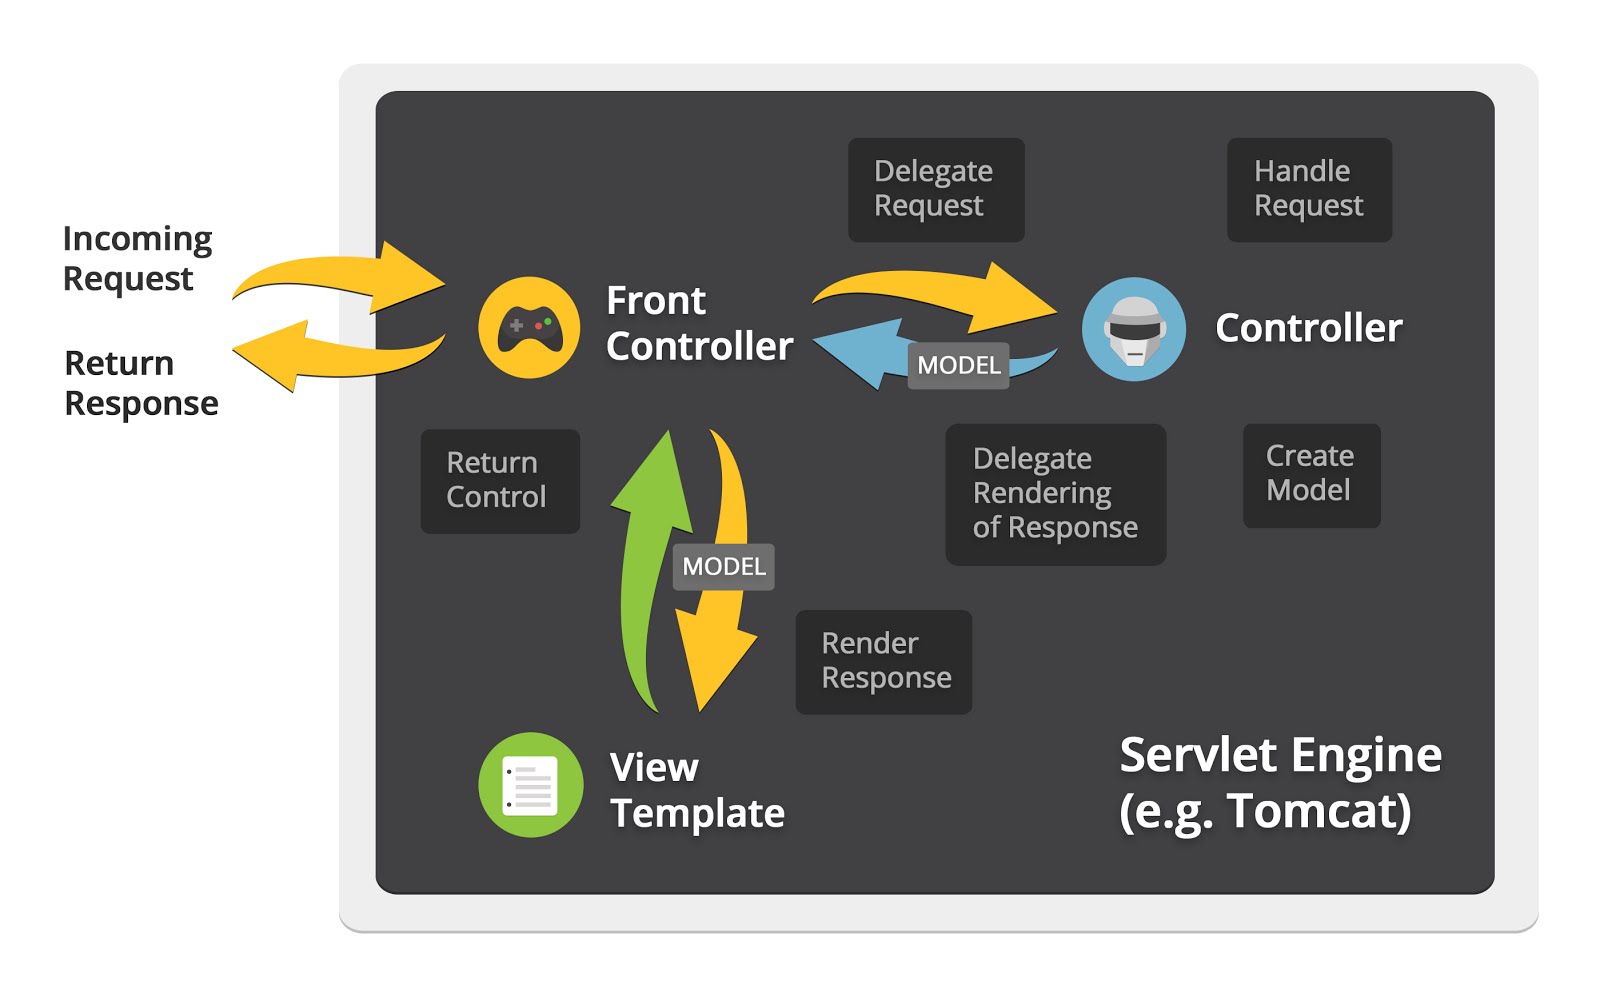 Delegate
Request
Handle
Request
Incoming
Request
Return
Response
Front
Controller
MODEL
Controller
Return
Control
Delegate
Rendering
of Response
Create
Model
MODEL
Render
Response
View
Template
Servlet Engine
(e.g. Tomcat)